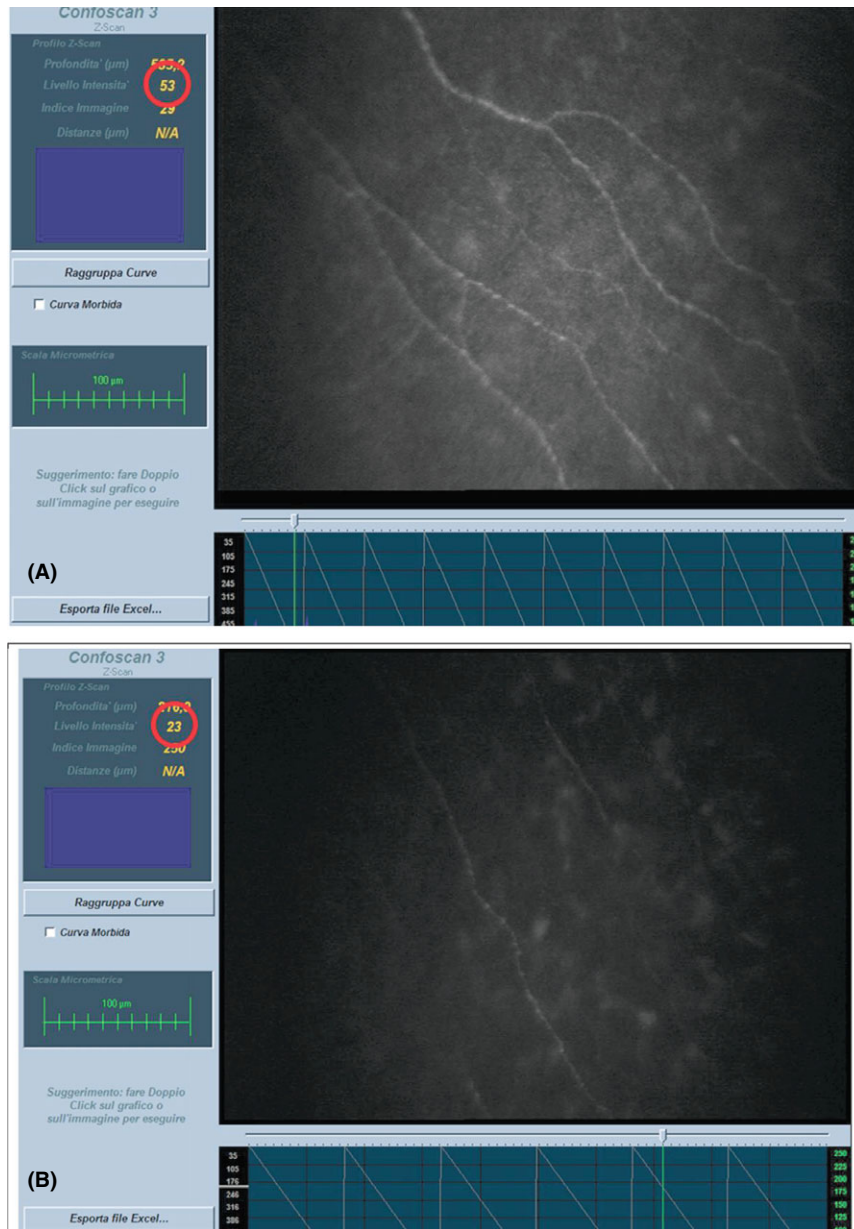 Confoscan 3
Z-Scan
Profilo Z-Scan
Profondita' (µm)
Livello Intensita' 53
Indice Immagine 29
Distanze (µm) N/A
Raggruppa Curve
Curva Morbida
Scala Micrometrica
100 µm
Suggerimento: fare Doppio
Click sul grafico o
sull'immagine per eseguire
(A)
Esporta file Excel...
35
105
175
245
315
385
455
Confoscan 3
Z-Scan
Profilo Z-Scan
Profondita' (µm)
Livello Intensita' 23
Indice Immagine 250
Distanze (µm) N/A
Raggruppa Curve
Curva Morbida
Scala Micrometrica
100 µm
Suggerimento: fare Doppio
Click sul grafico o
sull'immagine per eseguire
(B)
Esporta file Excel...
35
105
176
246
316
386
250
225
200
175
150
125